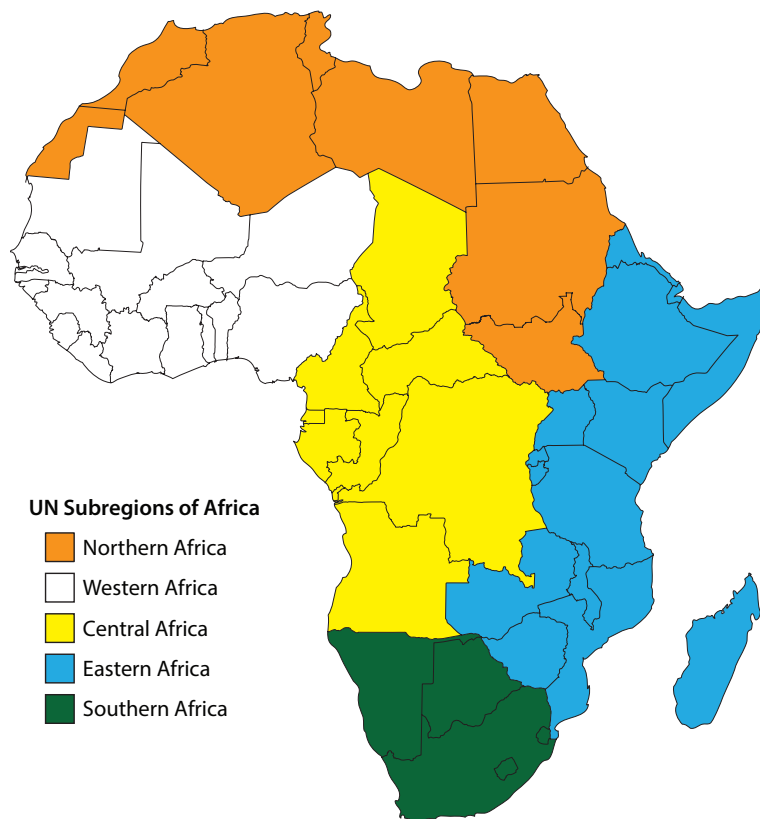 UN Subregions of Africa
Northern Africa
Western Africa
Central Africa
Eastern Africa
Southern Africa